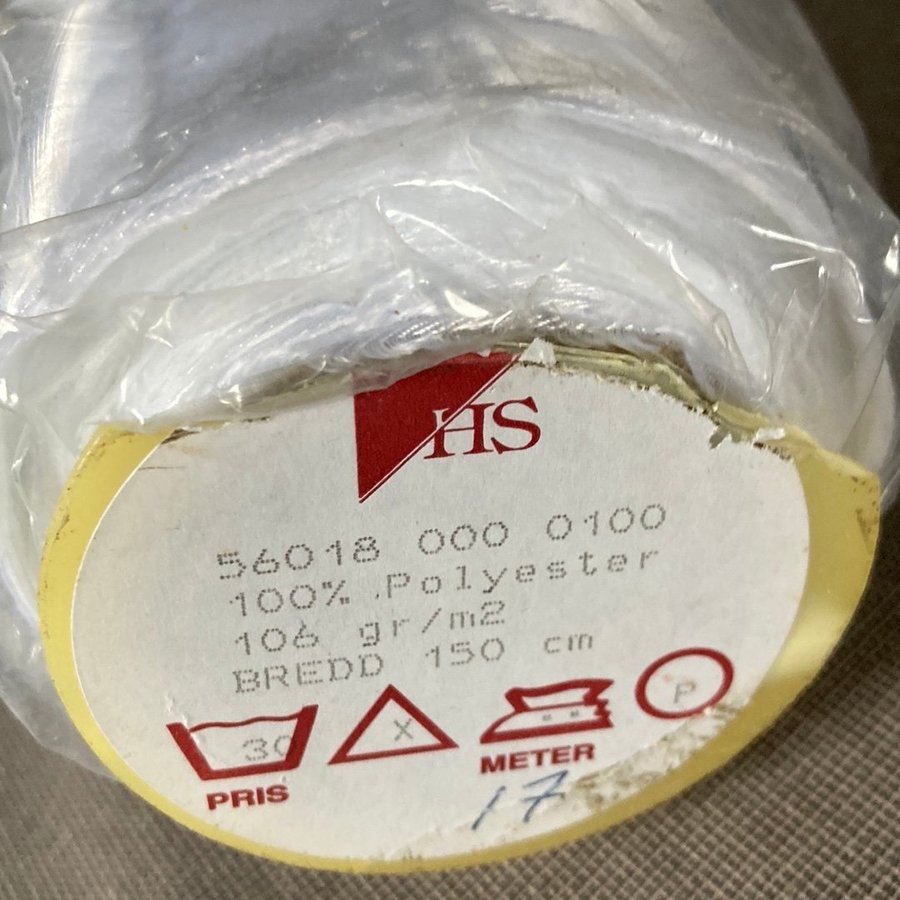 HS
56018 000 0100
100% Polyester
106 gr/m2
BREDD 150 cm
30 X P
PRIS METER
17